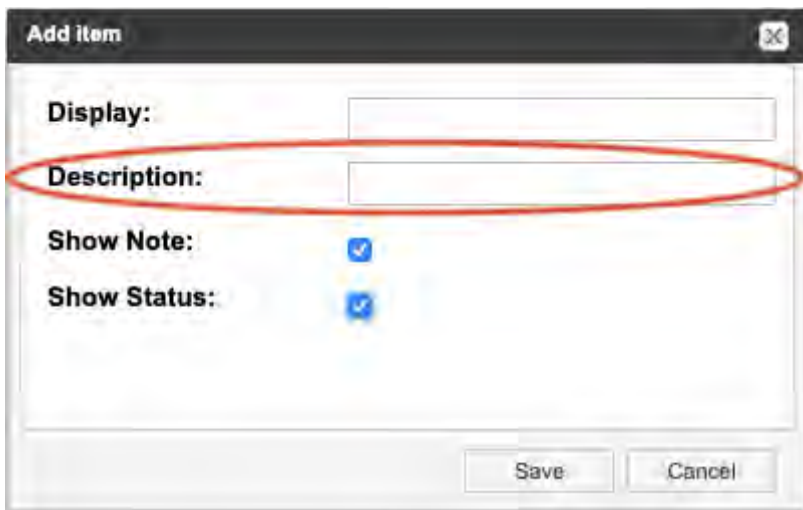 Add item
Display:
Description:
Show Note:
Show Status:
Save Cancel